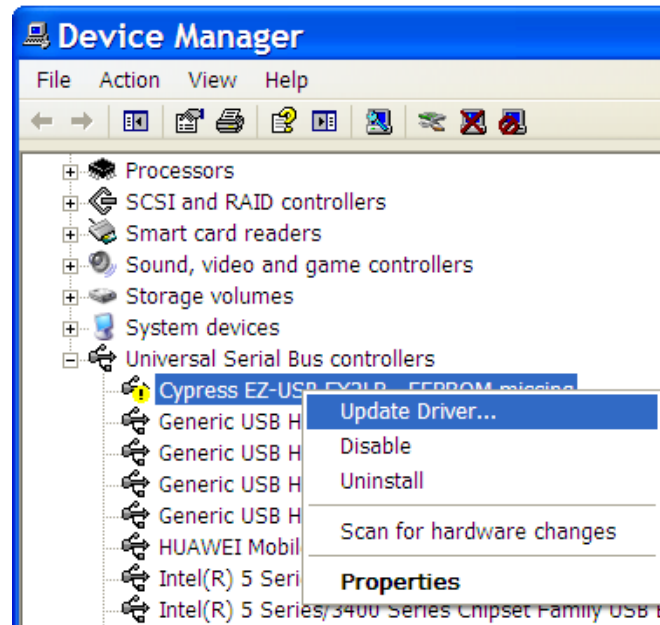 Device Manager
File Action View Help
Processors
SCSI and RAID controllers
Smart card readers
Sound, video and game controllers
Storage volumes
System devices
Universal Serial Bus controllers
Cypress EZ-USB FX2LP - EEPROM missing
Update Driver...
Generic USB H
Disable
Generic USB H
Uninstall
Generic USB H
Generic USB H
Scan for hardware changes
HUAWEI Mobil
Intel(R) 5 Seri
Properties
Intel(R) 5 Series/3400 Series Chipset Family USB